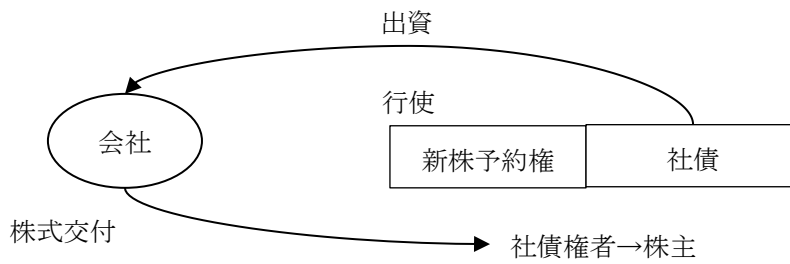 出資
行使
会社
新株予約権
社債
株式交付
社債権者→株主